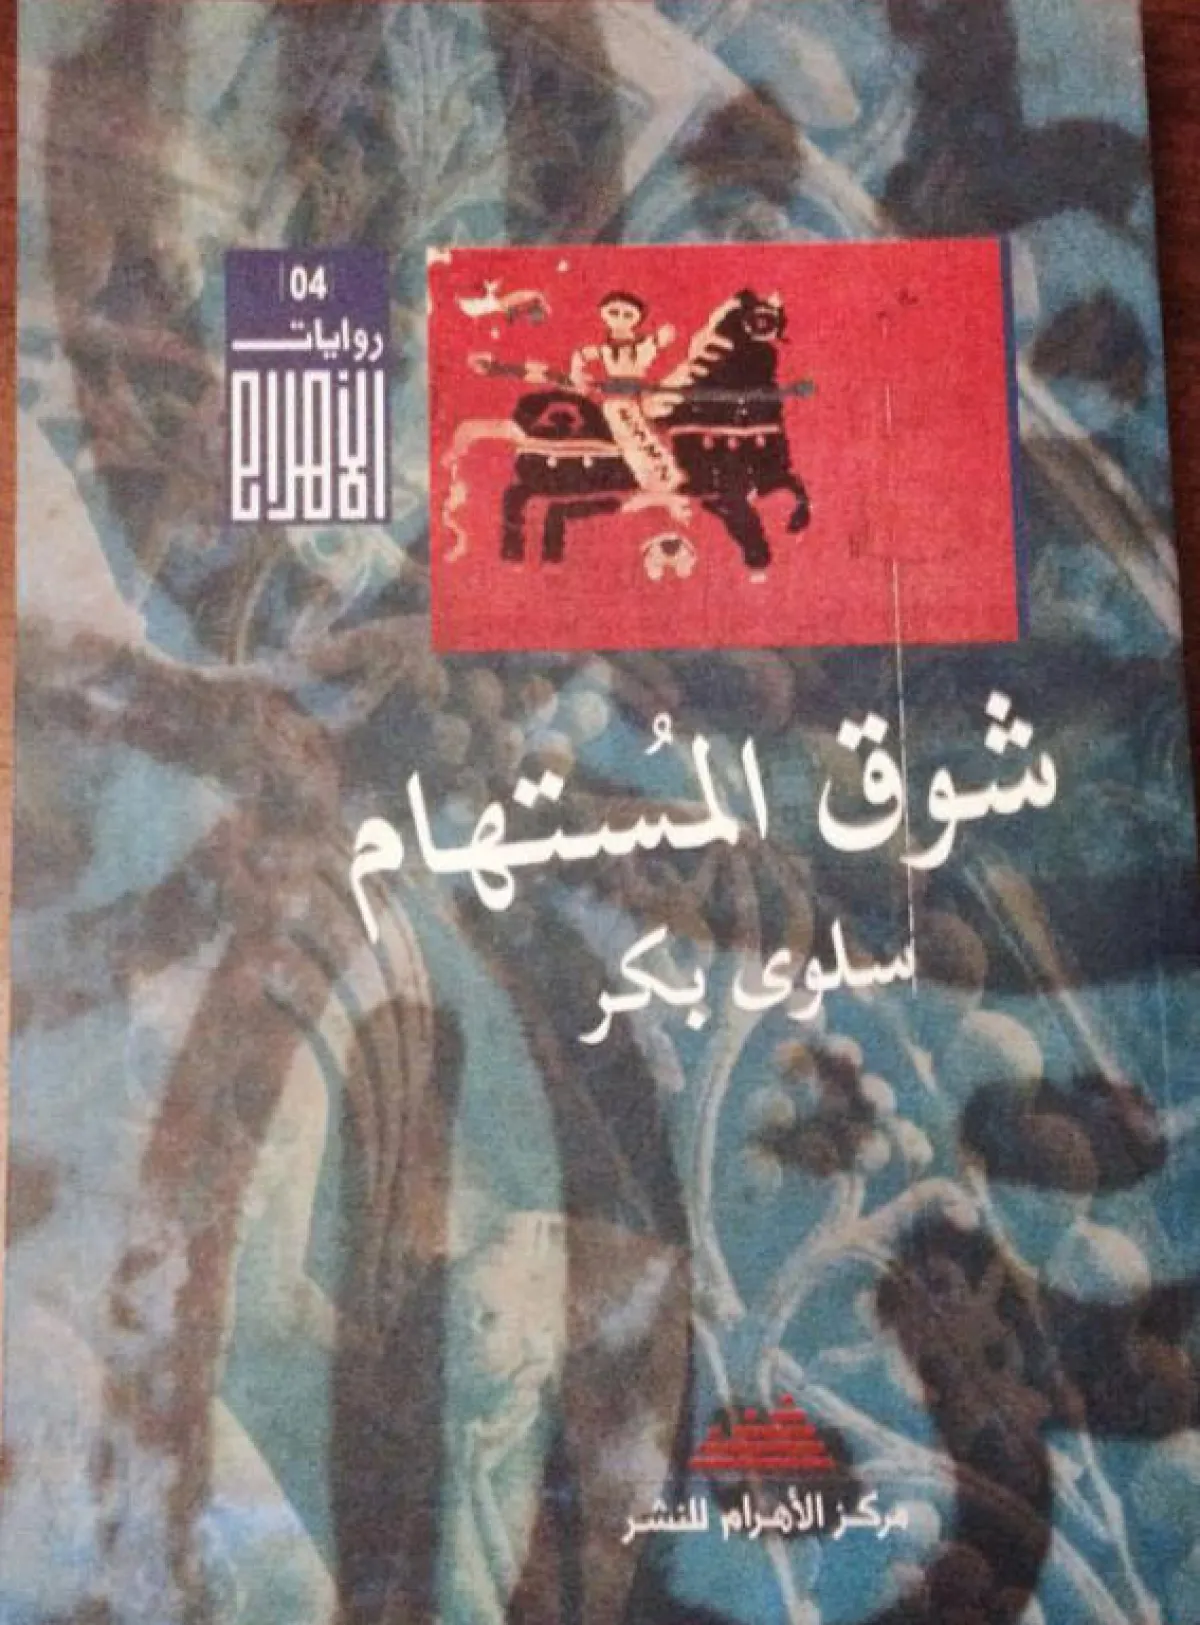 04
روايات
الأهرام
شوق المُستهام
سلوى بكر
مركز الأهرام للنشر